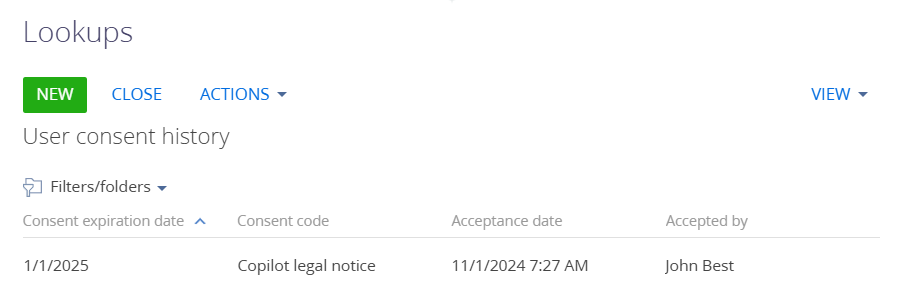 Lookups
NEW CLOSE ACTIONS VIEW
User consent history
Filters/folders
Consent expiration date Consent code Acceptance date Accepted by
1/1/2025 Copilot legal notice 11/1/2024 7:27 AM John Best